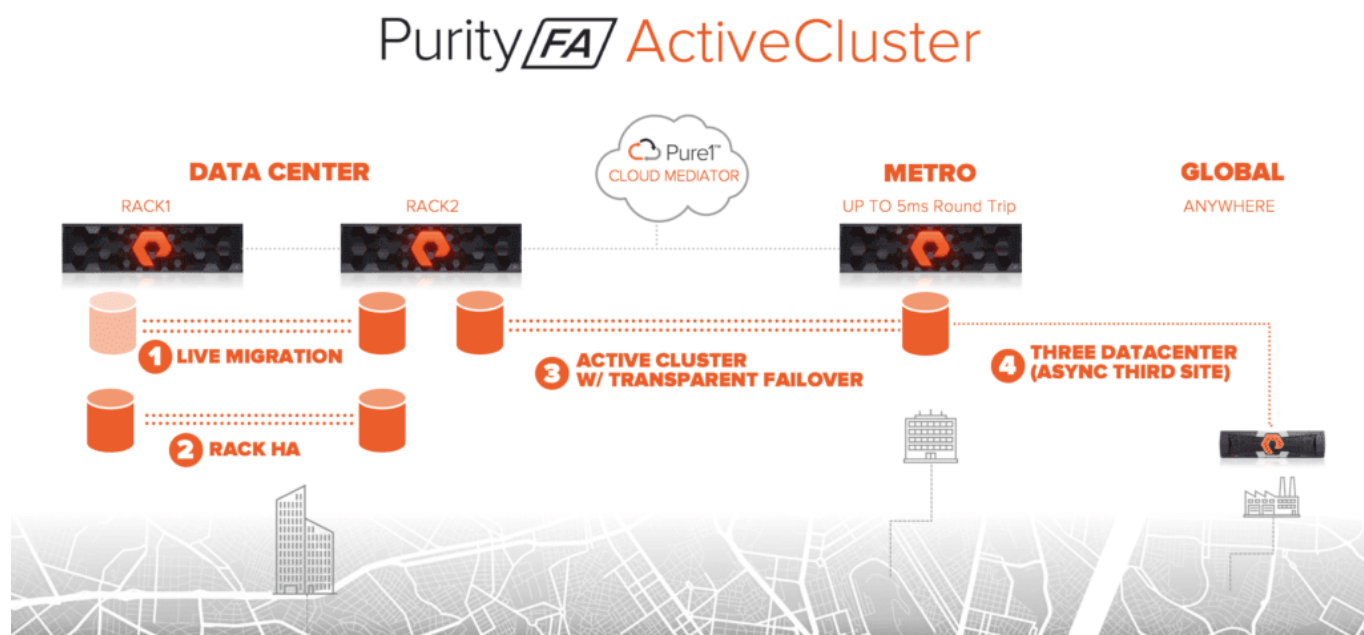 Purity/FA ActiveCluster
Pure1™
CLOUD MEDIATOR
DATA CENTER
RACK1
RACK2
METRO
UP TO 5ms Round Trip
GLOBAL
ANYWHERE
1 LIVE MIGRATION
2 RACK HA
3 ACTIVE CLUSTER
W/ TRANSPARENT FAILOVER
4 THREE DATACENTER
(ASYNC THIRD SITE)